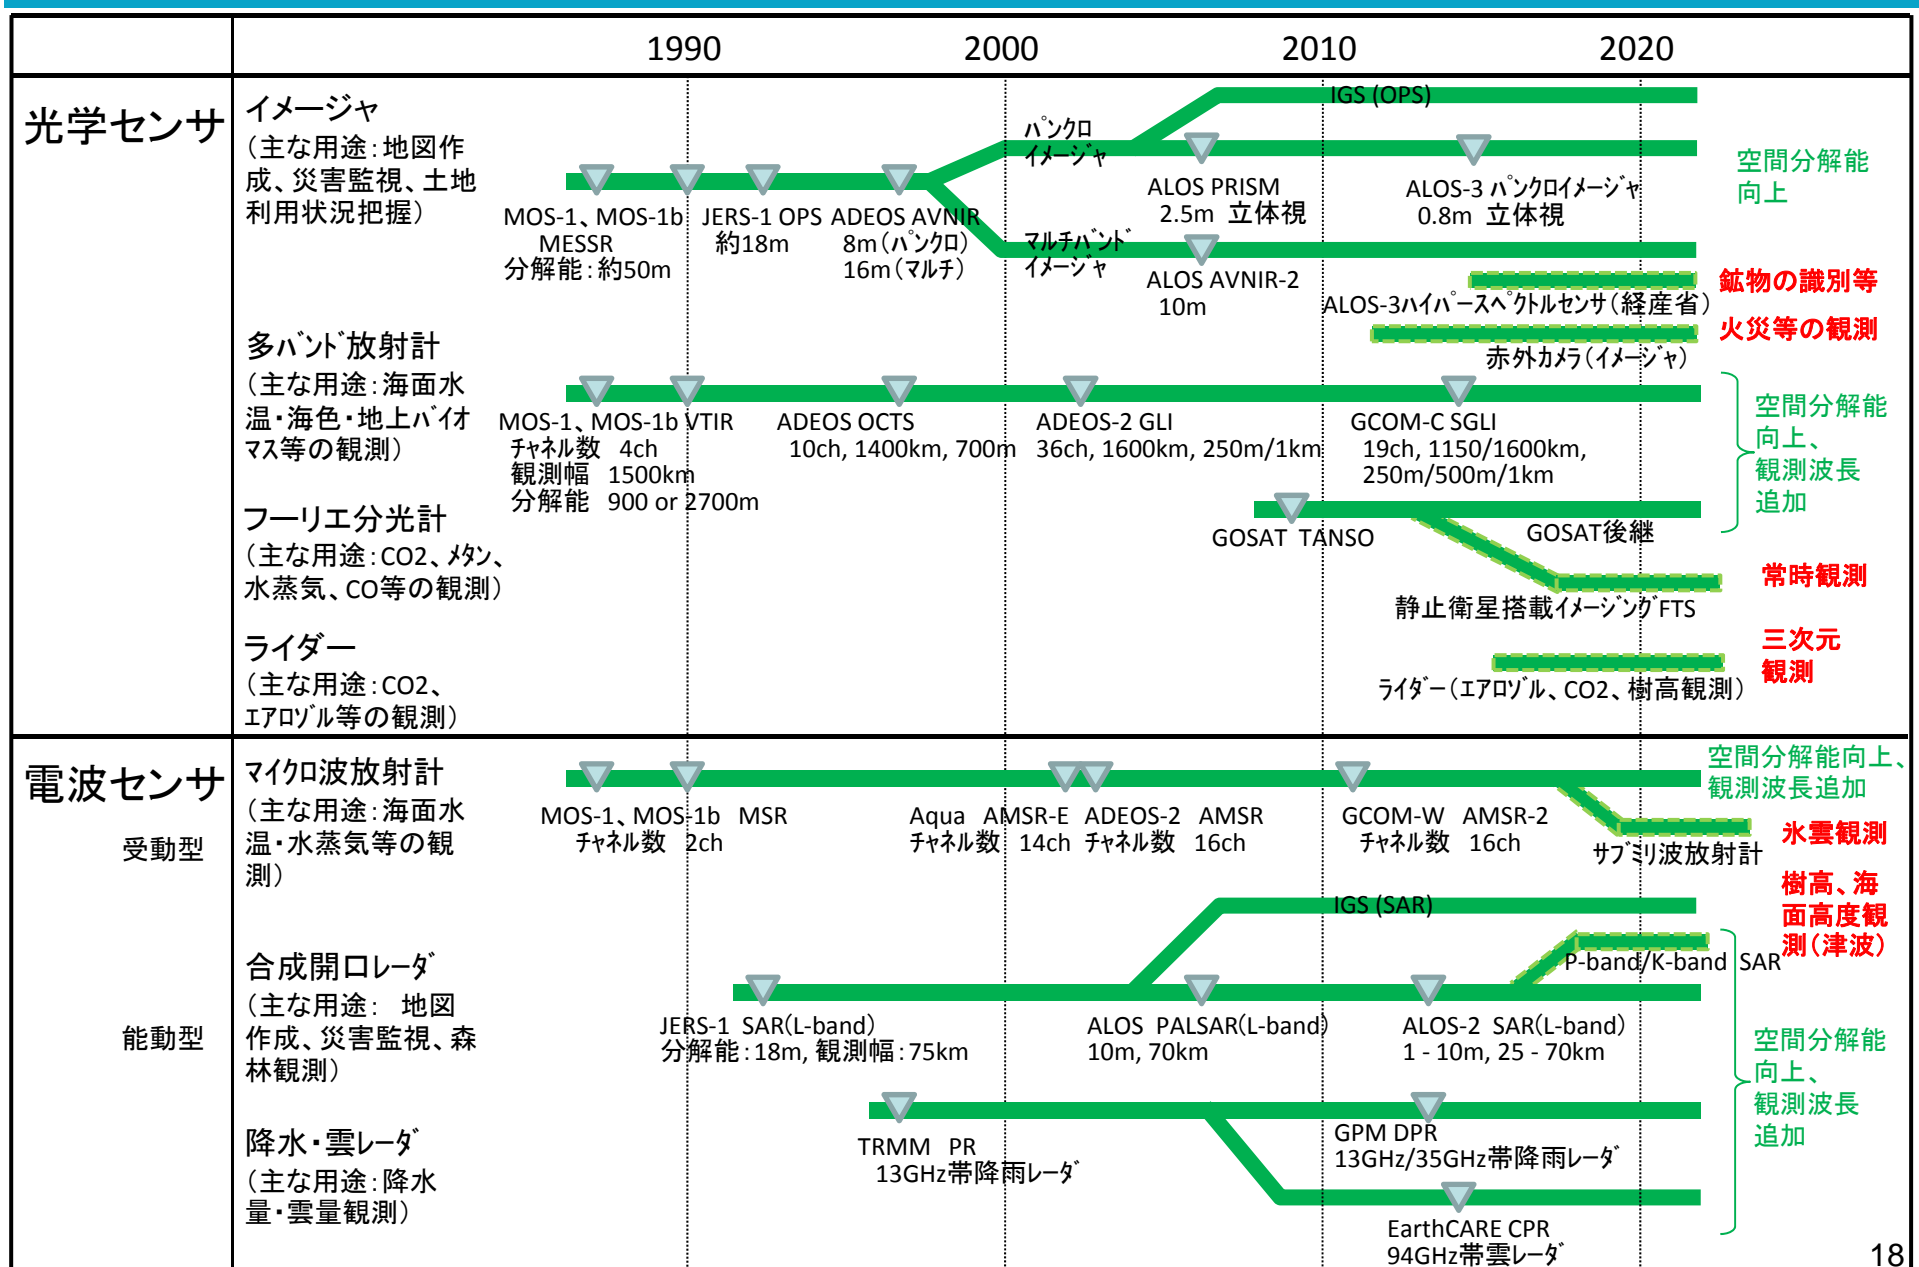 1990 2000 2010 2020
光学センサ
イメージャ
（主な用途：地図作
成、災害監視、土地
利用状況把握）
IGS (OPS)
ﾊﾟﾝｸﾛ
ｲﾒｰｼﾞｬ
MOS-1、MOS-1b
MESSR
分解能：約50m
JERS-1 OPS
約18m
ADEOS AVNIR
8m（ﾊﾟﾝｸﾛ）
16m（ﾏﾙﾁ）
ALOS PRISM
2.5m 立体視
ALOS-3 ﾊﾟﾝｸﾛｲﾒｰｼﾞｬ
0.8m 立体視
空間分解能
向上
ﾏﾙﾁﾊﾞﾝﾄﾞ
ｲﾒｰｼﾞｬ
ALOS AVNIR-2
10m
ALOS-3ﾊｲﾊﾟｰｽﾍﾟｸﾄﾙｾﾝｻ（経産省）
鉱物の識別等
赤外ｶﾒﾗ（ｲﾒｰｼﾞｬ）
火災等の観測
多ﾊﾞﾝﾄﾞ放射計
（主な用途：海面水
温・海色・地上ﾊﾞｲｵ
ﾏｽ等の観測）
MOS-1、MOS-1b VTIR
ﾁｬﾈﾙ数 4ch
観測幅 1500km
分解能 900 or 2700m
ADEOS OCTS
10ch, 1400km, 700m
ADEOS-2 GLI
36ch, 1600km, 250m/1km
GCOM-C SGLI
19ch, 1150/1600km,
250m/500m/1km
空間分解能
向上、
観測波長
追加
フーリエ分光計
（主な用途：CO2、ﾒﾀﾝ、
水蒸気、CO等の観測）
GOSAT TANSO
GOSAT後継
静止衛星搭載ｲﾒｰｼﾞﾝｸﾞFTS
常時観測
ライダー
（主な用途：CO2、
ｴｱﾛｿﾞﾙ等の観測）
ﾗｲﾀﾞｰ（ｴｱﾛｿﾞﾙ、CO2、樹高観測）
三次元
観測
電波センサ
受動型
ﾏｲｸﾛ波放射計
（主な用途：海面水
温・水蒸気等の観
測）
MOS-1、MOS-1b MSR
ﾁｬﾈﾙ数 2ch
Aqua AMSR-E
ﾁｬﾈﾙ数 14ch
ADEOS-2 AMSR
ﾁｬﾈﾙ数 16ch
GCOM-W AMSR-2
ﾁｬﾈﾙ数 16ch
空間分解能向上、
観測波長追加
ｻﾌﾞﾐﾘ波放射計
氷雲観測
能動型
合成開口ﾚｰﾀﾞ
（主な用途： 地図
作成、災害監視、森
林観測）
IGS (SAR)
P-band/K-band SAR
樹高、海
面高度観
測（津波）
JERS-1 SAR(L-band)
分解能：18m, 観測幅：75km
ALOS PALSAR(L-band)
10m, 70km
ALOS-2 SAR(L-band)
1 - 10m, 25 - 70km
空間分解能
向上、
観測波長
追加
降水・雲ﾚｰﾀﾞ
（主な用途：降水
量・雲量観測）
TRMM PR
13GHz帯降雨ﾚｰﾀﾞ
GPM DPR
13GHz/35GHz帯降雨ﾚｰﾀﾞ
EarthCARE CPR
94GHz帯雲ﾚｰﾀﾞ
18